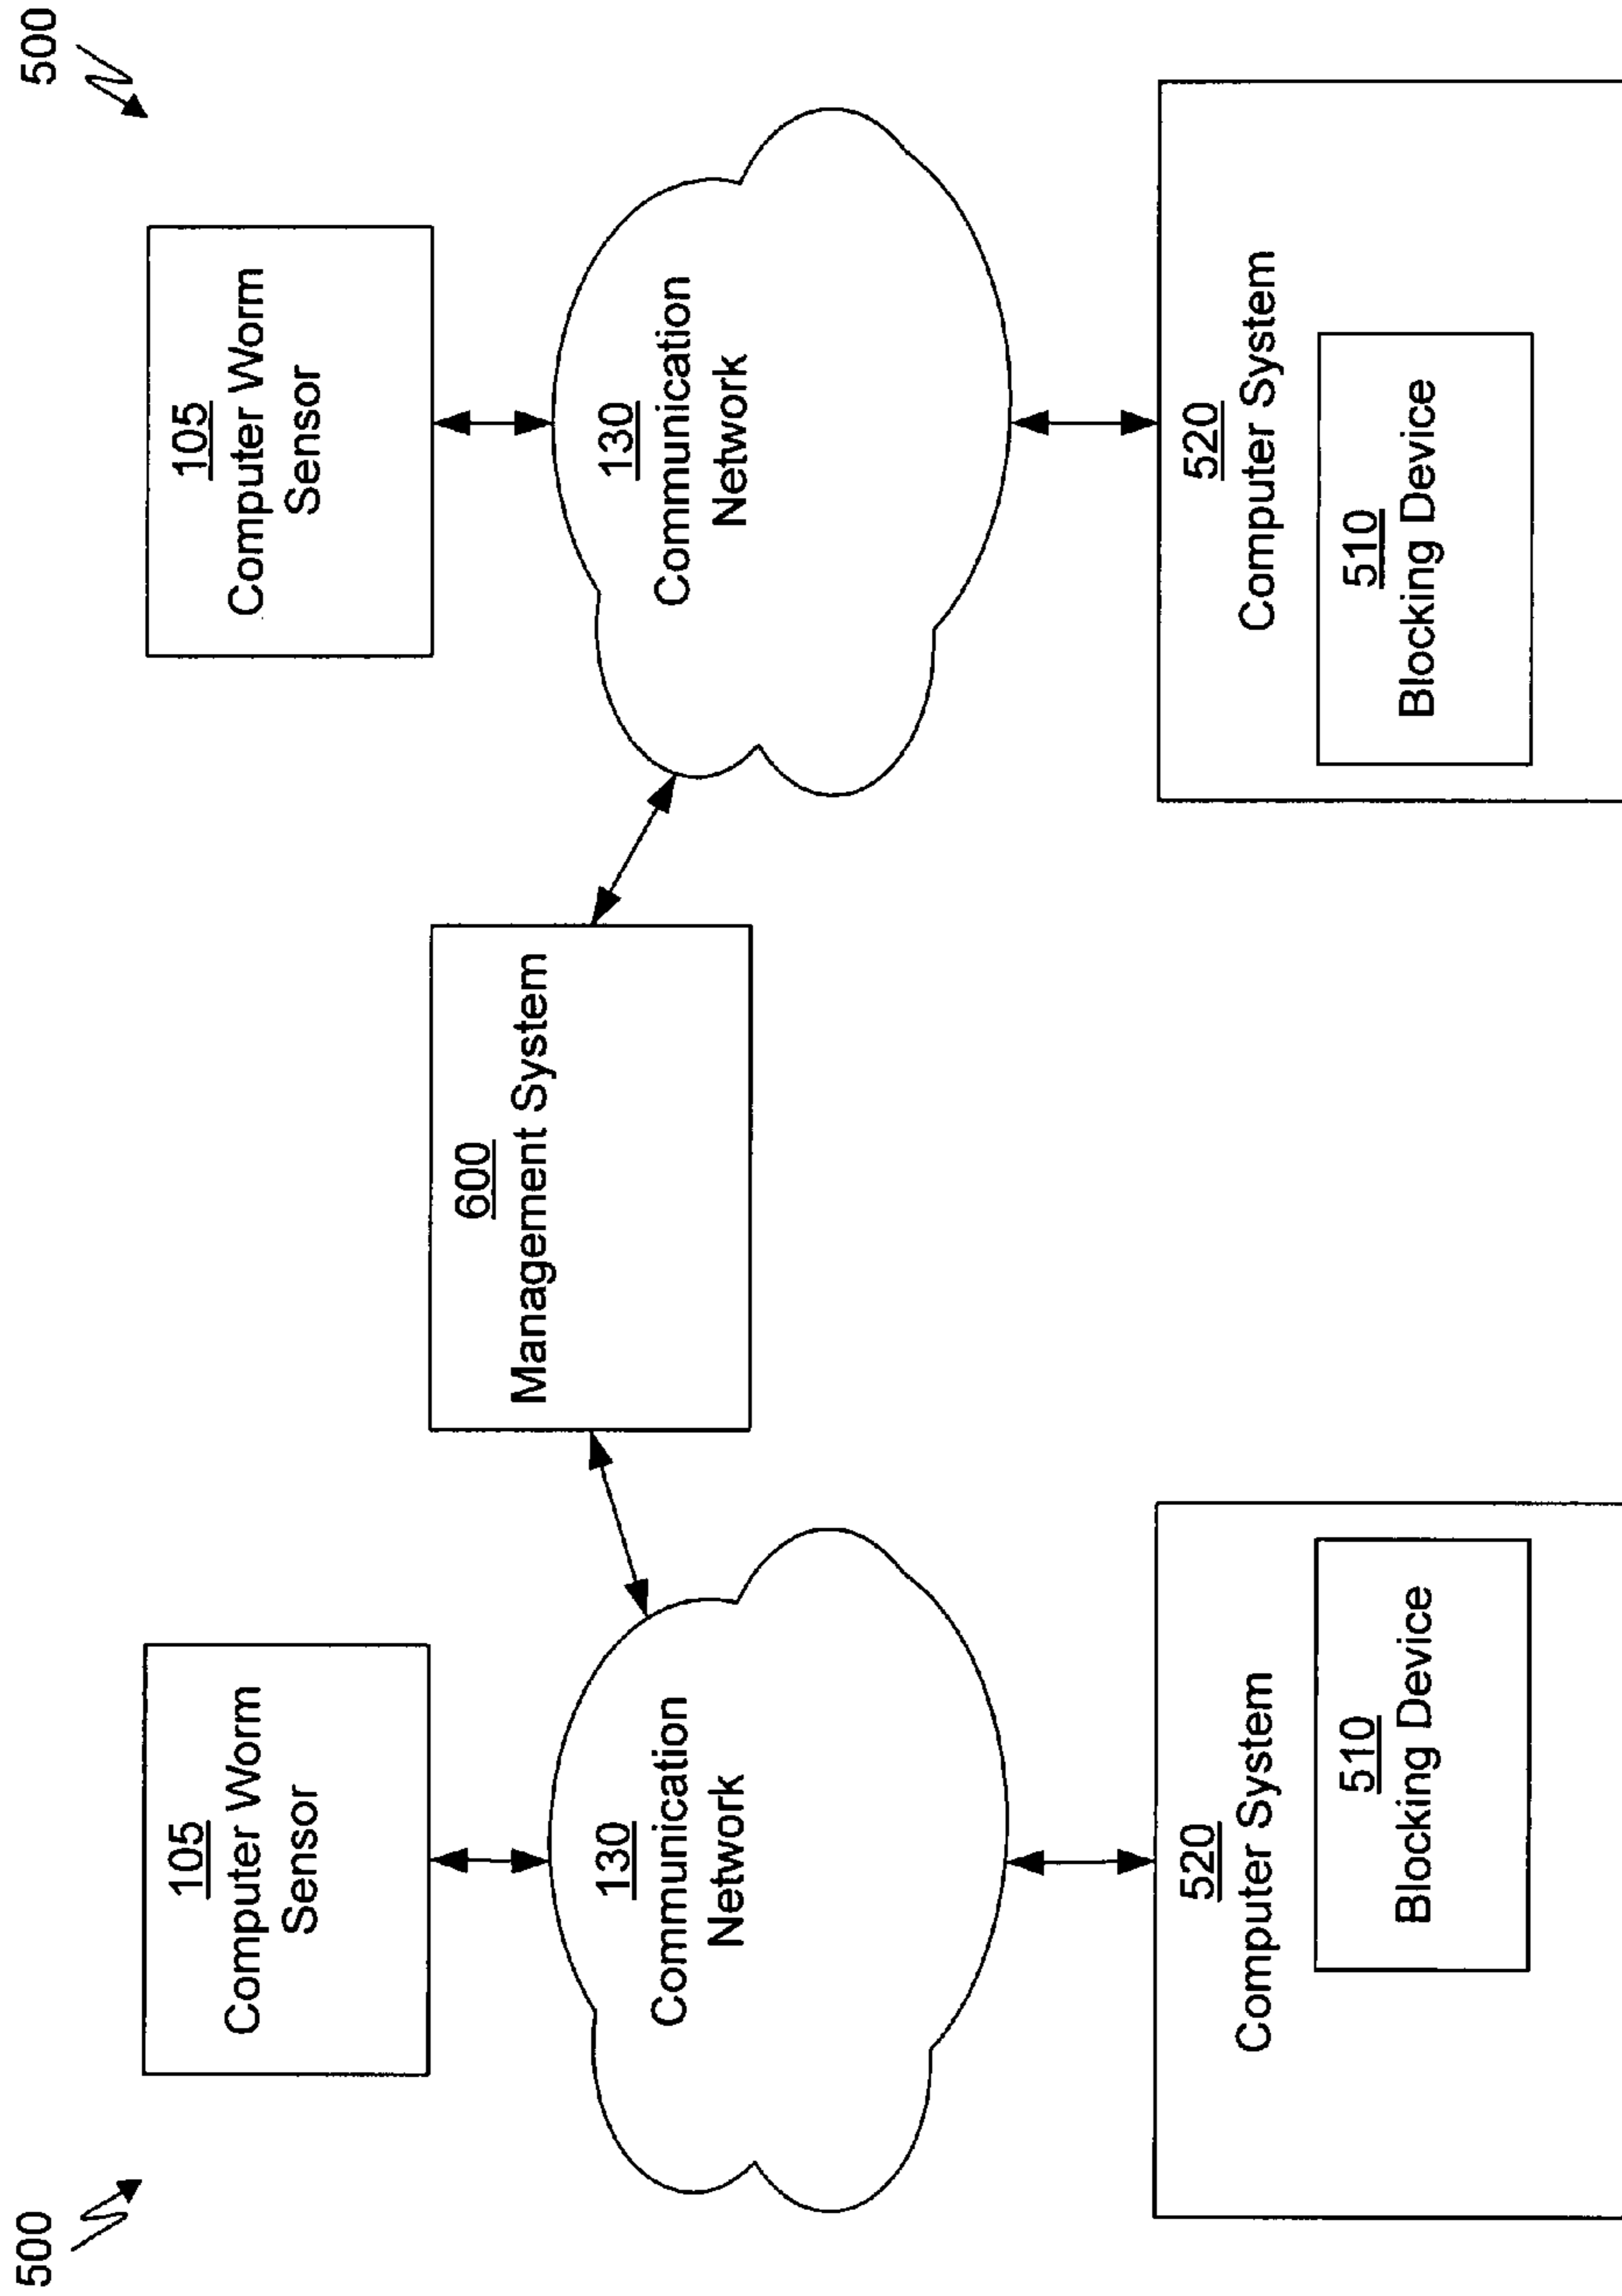 500
500
105
Computer Worm
Sensor
105
Computer Worm
Sensor
600
Management System
130
Communication
Network
130
Communication
Network
520
Computer System
510
Blocking Device
520
Computer System
510
Blocking Device